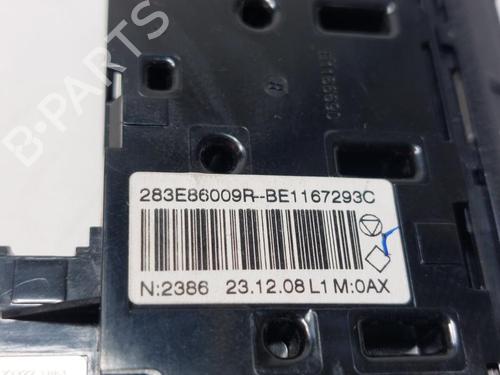 B-PARTS
283E86009R--BE1167293C
N:2386 23.12.08 L1 M:0AX